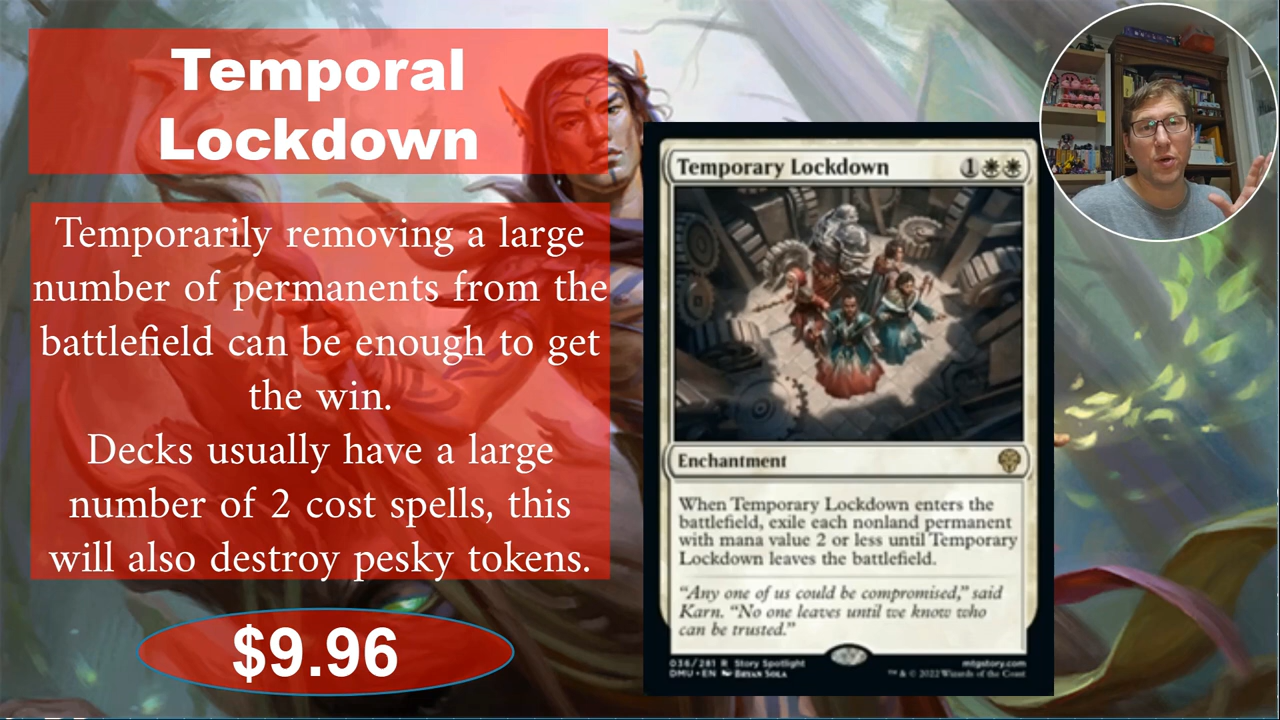 Temporal
Lockdown
Temporarily removing a large
number of permanents from the
battlefield can be enough to get
the win.
Decks usually have a large
number of 2 cost spells, this
will also destroy pesky tokens.
$9.96
Temporary Lockdown 1
Enchantment
When Temporary Lockdown enters the
battlefield, exile each nonland permanent
with mana value 2 or less until Temporary
Lockdown leaves the battlefield.
“Any one of us could be compromised,” said
Karn. “No one leaves until we know who
can be trusted.”
036/281 R Story Spotlight
DMU • EN Bryan Sola
mtgstory.com
™ & © 2022 Wizards of the Coast